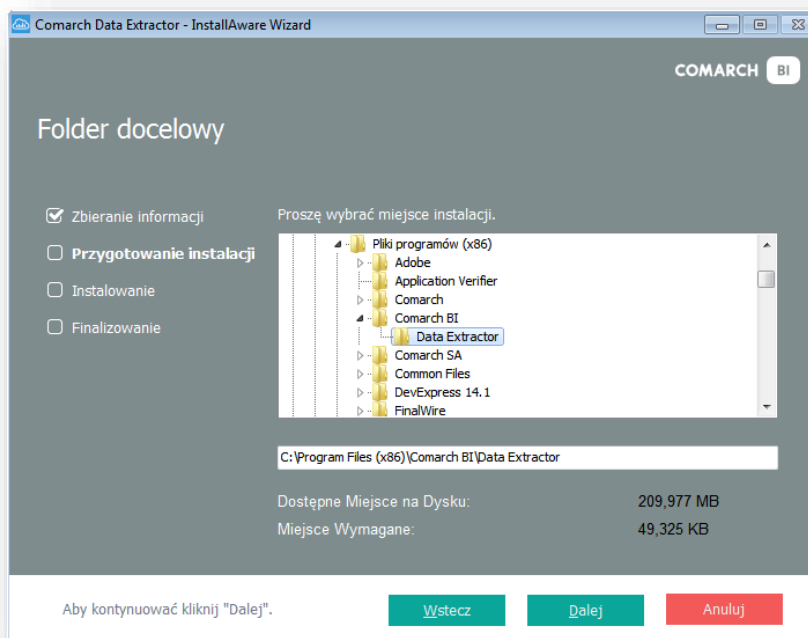 Comarch Data Extractor - InstallAware Wizard
COMARCH BI
Folder docelowy
Zbieranie informacji
Przygotowanie instalacji
Instalowanie
Finalizowanie
Proszę wybrać miejsce instalacji.
Pliki programów (x86)
Adobe
Application Verifier
Comarch
Comarch BI
Data Extractor
Comarch SA
Common Files
DevExpress 14.1
FinalWire
C:\Program Files (x86)\Comarch BI\Data Extractor
Dostępne Miejsce na Dysku: 209,977 MB
Miejsce Wymagane: 49,325 KB
Aby kontynuować kliknij "Dalej".
Wstecz Dalej Anuluj